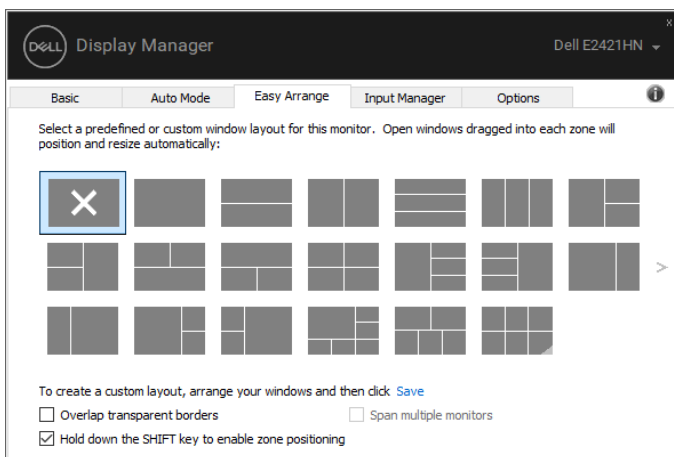 x
DELL Display Manager Dell E2421HN
Basic Auto Mode Easy Arrange Input Manager Options i
Select a predefined or custom window layout for this monitor. Open windows dragged into each zone will
position and resize automatically:
>
To create a custom layout, arrange your windows and then click Save
Overlap transparent borders Span multiple monitors
Hold down the SHIFT key to enable zone positioning